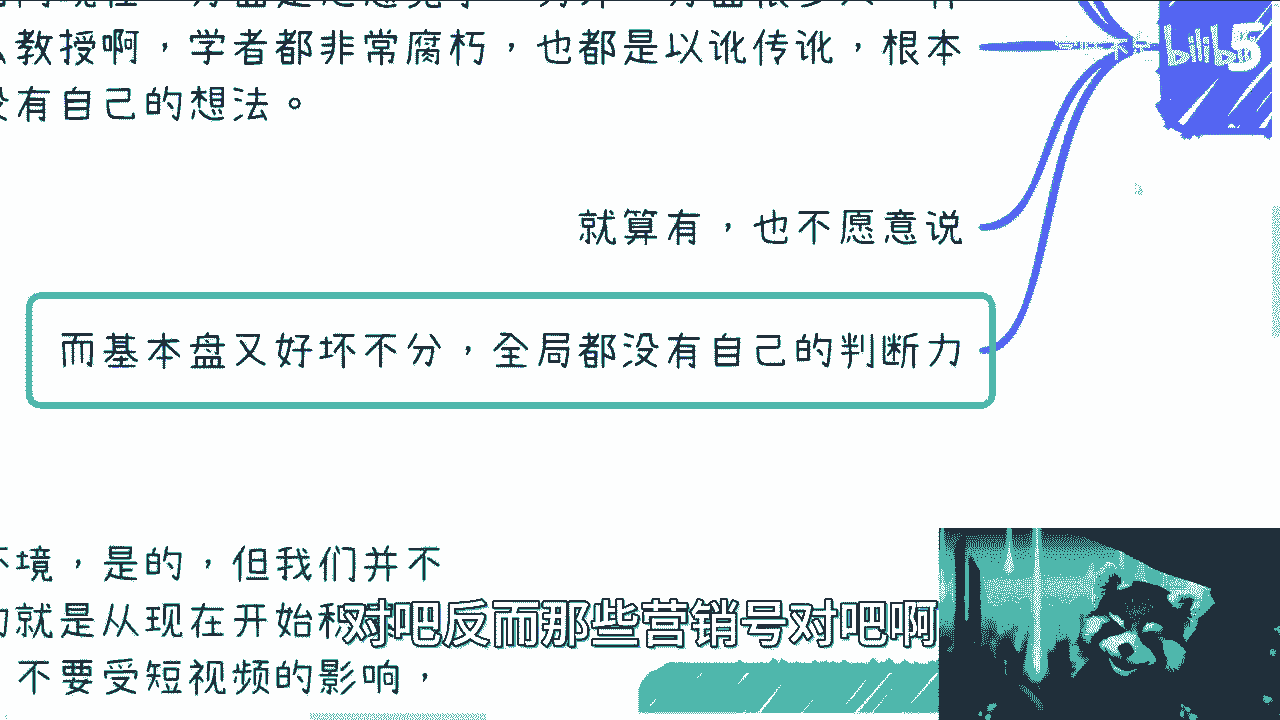 教授啊，学者都非常腐朽，也都是以讹传讹，根本
没有自己的想法。
bilibili
5
就算有，也不愿意说
而基本盘又好坏不分，全局都没有自己的判断力
环境，是的，但我们并不
就是从现在开始积
不要受短视频的影响，
对吧反而那些营销号对吧啊